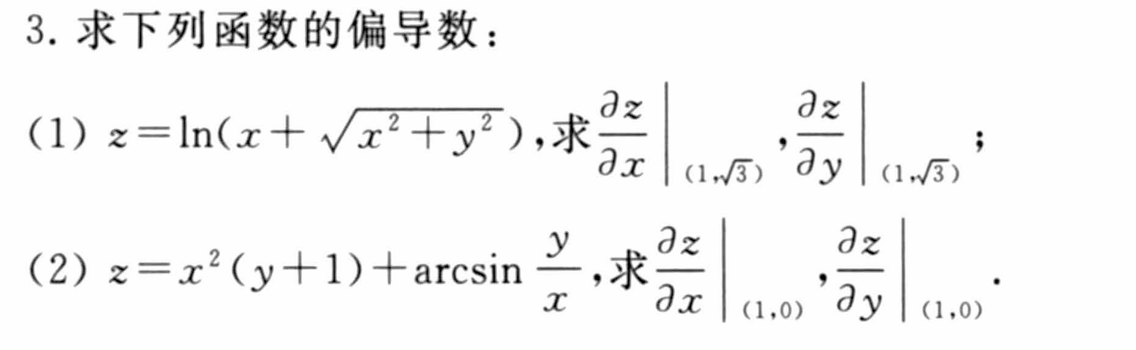 3. 求下列函数的偏导数：
(1) z=ln(x+√(x²+y²)),求∂z/∂x|(1,√3),∂z/∂y|(1,√3)；
(2) z=x²(y+1)+arcsin y/x,求∂z/∂x|(1,0),∂z/∂y|(1,0).